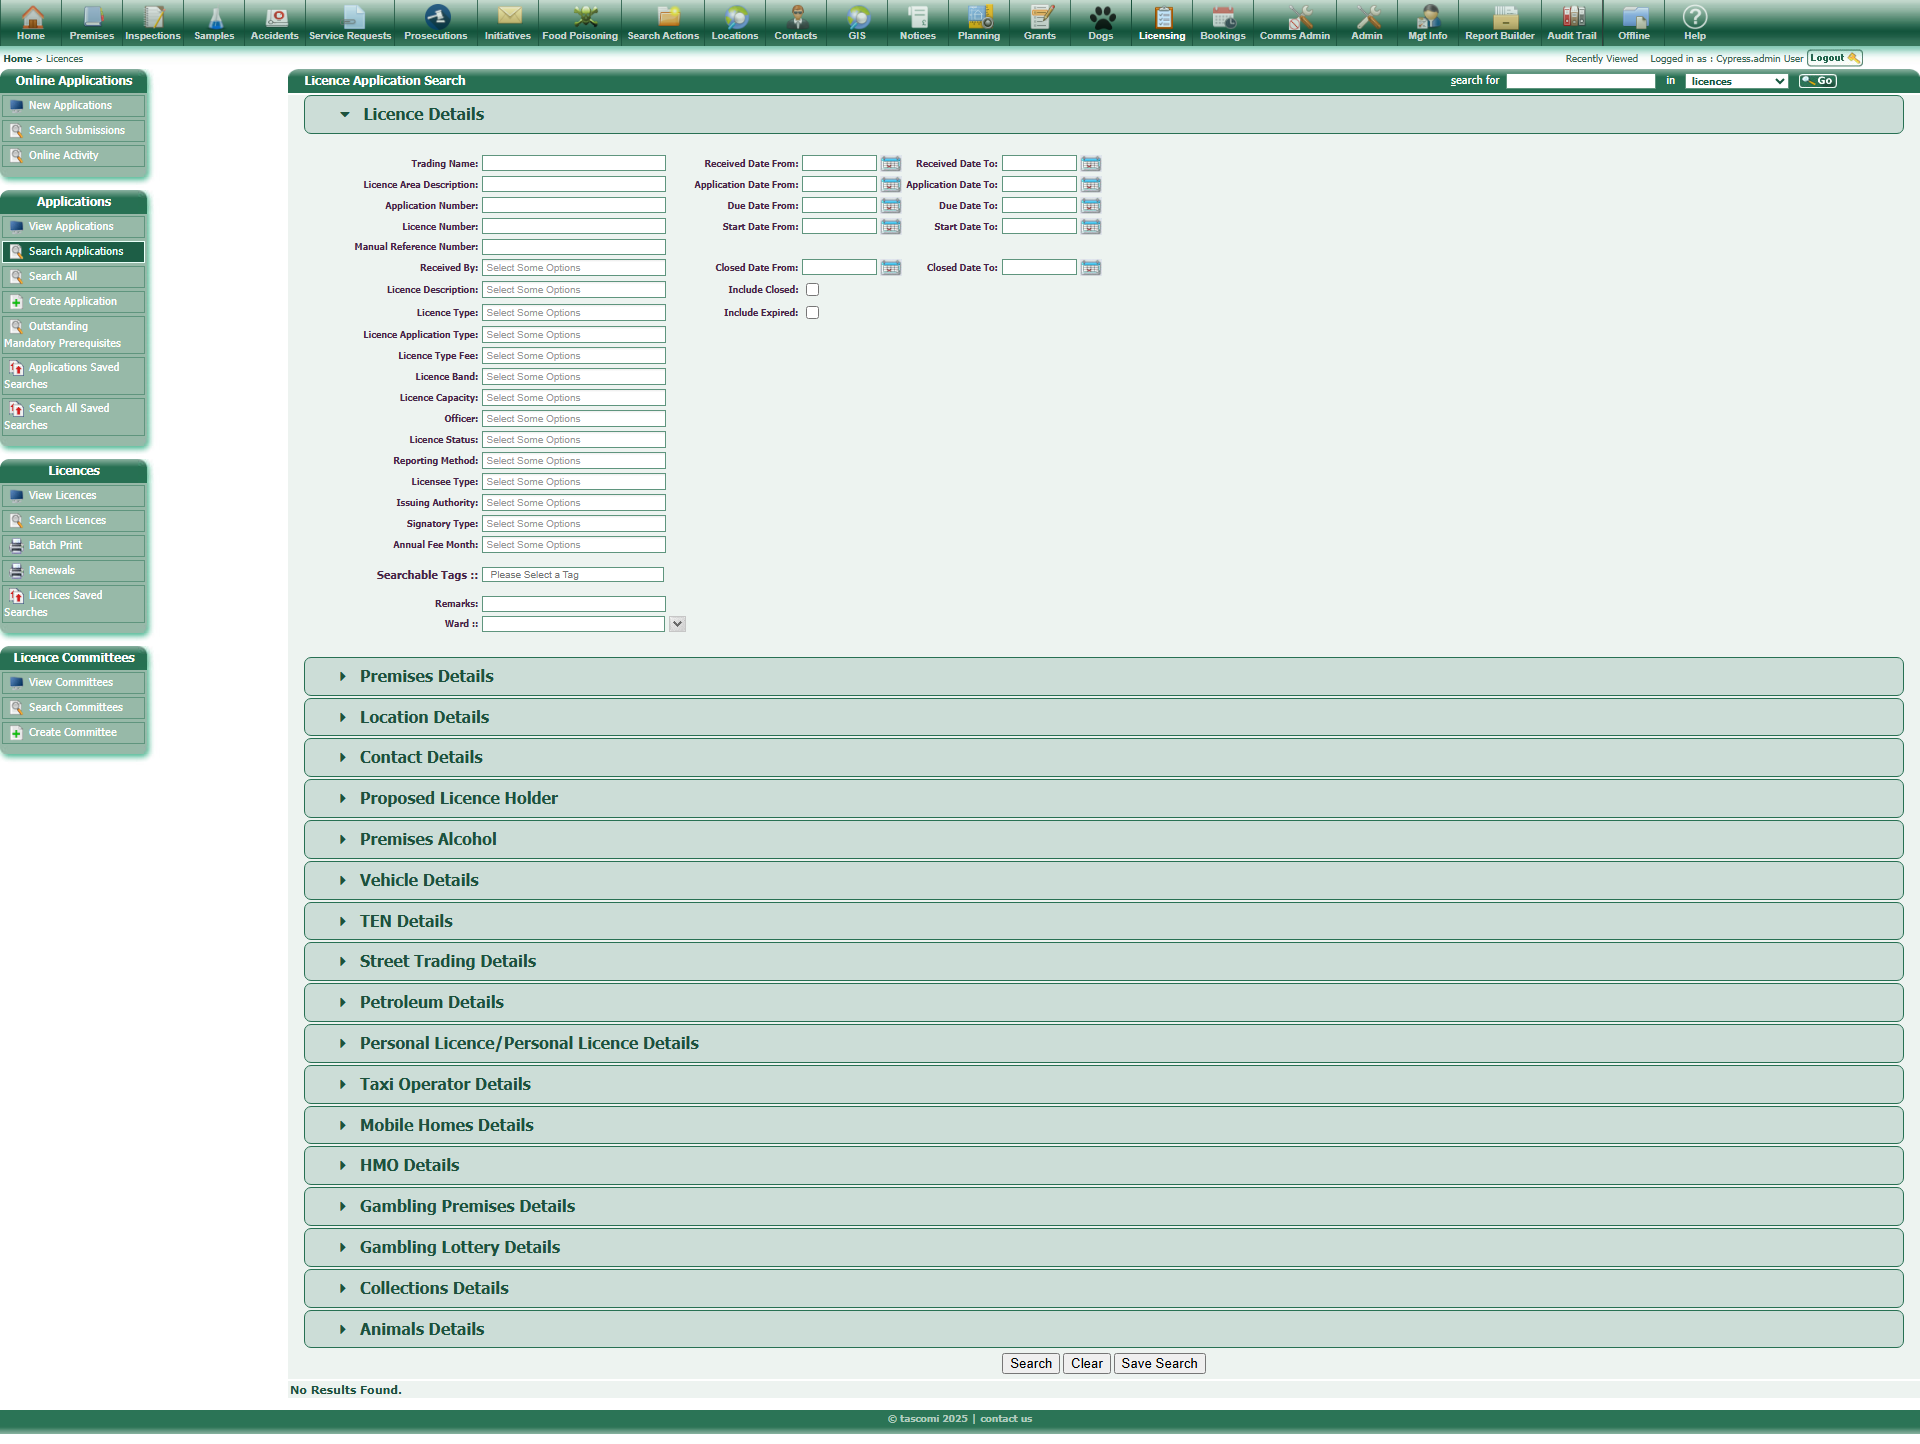 Home Premises Inspections Samples Accidents Service Requests Prosecutions Initiatives Food Poisoning Search Actions Locations Contacts GIS Notices Planning Grants Dogs Licensing Bookings Comms Admin Admin Mgt Info Report Builder Audit Trail Offline Help
Home > Licences
Recently Viewed Logged in as : Cypress.admin User Logout
Online Applications
New Applications
Search Submissions
Online Activity
Applications
View Applications
Search Applications
Search All
Create Application
Outstanding
Mandatory Prerequisites
Applications Saved
Searches
Search All Saved
Searches
Licences
View Licences
Search Licences
Batch Print
Renewals
Licences Saved
Searches
Licence Committees
View Committees
Search Committees
Create Committee
Licence Application Search
search for in licences Go
Licence Details
Trading Name: Received Date From: Received Date To:
Licence Area Description: Application Date From: Application Date To:
Application Number: Due Date From: Due Date To:
Licence Number: Start Date From: Start Date To:
Manual Reference Number:
Received By: Select Some Options Closed Date From: Closed Date To:
Licence Description: Select Some Options Include Closed:
Licence Type: Select Some Options Include Expired:
Licence Application Type: Select Some Options
Licence Type Fee: Select Some Options
Licence Band: Select Some Options
Licence Capacity: Select Some Options
Officer: Select Some Options
Licence Status: Select Some Options
Reporting Method: Select Some Options
Licensee Type: Select Some Options
Issuing Authority: Select Some Options
Signatory Type: Select Some Options
Annual Fee Month: Select Some Options
Searchable Tags :: Please Select a Tag
Remarks:
Ward ::
Premises Details
Location Details
Contact Details
Proposed Licence Holder
Premises Alcohol
Vehicle Details
TEN Details
Street Trading Details
Petroleum Details
Personal Licence/Personal Licence Details
Taxi Operator Details
Mobile Homes Details
HMO Details
Gambling Premises Details
Gambling Lottery Details
Collections Details
Animals Details
Search Clear Save Search
No Results Found.
© tascomi 2025 | contact us